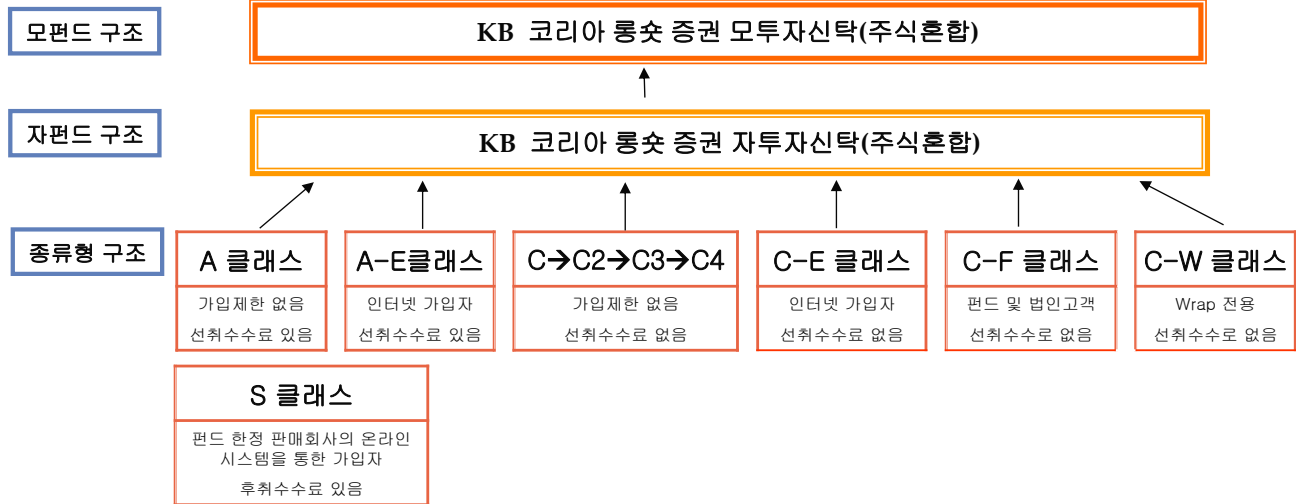 모펀드 구조
KB 코리아 롱숏 증권 모투자신탁(주식혼합)
자펀드 구조
KB 코리아 롱숏 증권 자투자신탁(주식혼합)
종류형 구조
A 클래스
가입제한 없음
선취수수료 있음
A-E클래스
인터넷 가입자
선취수수료 있음
C→C2→C3→C4
가입제한 없음
선취수수료 없음
C-E 클래스
인터넷 가입자
선취수수료 없음
C-F 클래스
펀드 및 법인고객
선취수수로 없음
C-W 클래스
Wrap 전용
선취수수로 없음
S 클래스
펀드 한정 판매회사의 온라인
시스템을 통한 가입자
후취수수료 있음